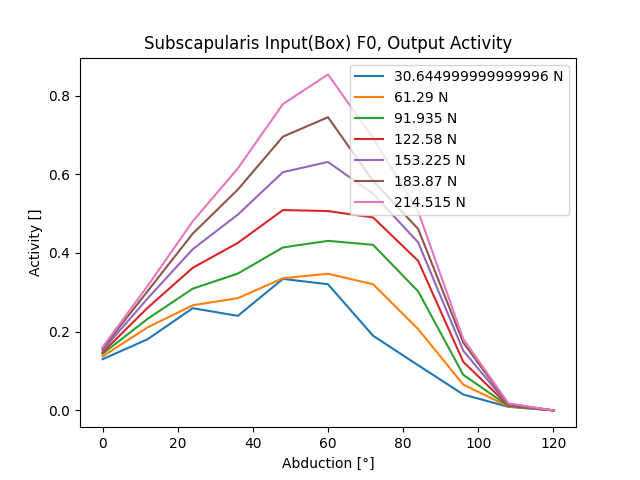 Subscapularis Input(Box) F0, Output Activity
30.644999999999996 N
61.29 N
91.935 N
122.58 N
153.225 N
183.87 N
214.515 N
Activity []
0.8
0.6
0.4
0.2
0.0
0 20 40 60 80 100 120
Abduction [°]